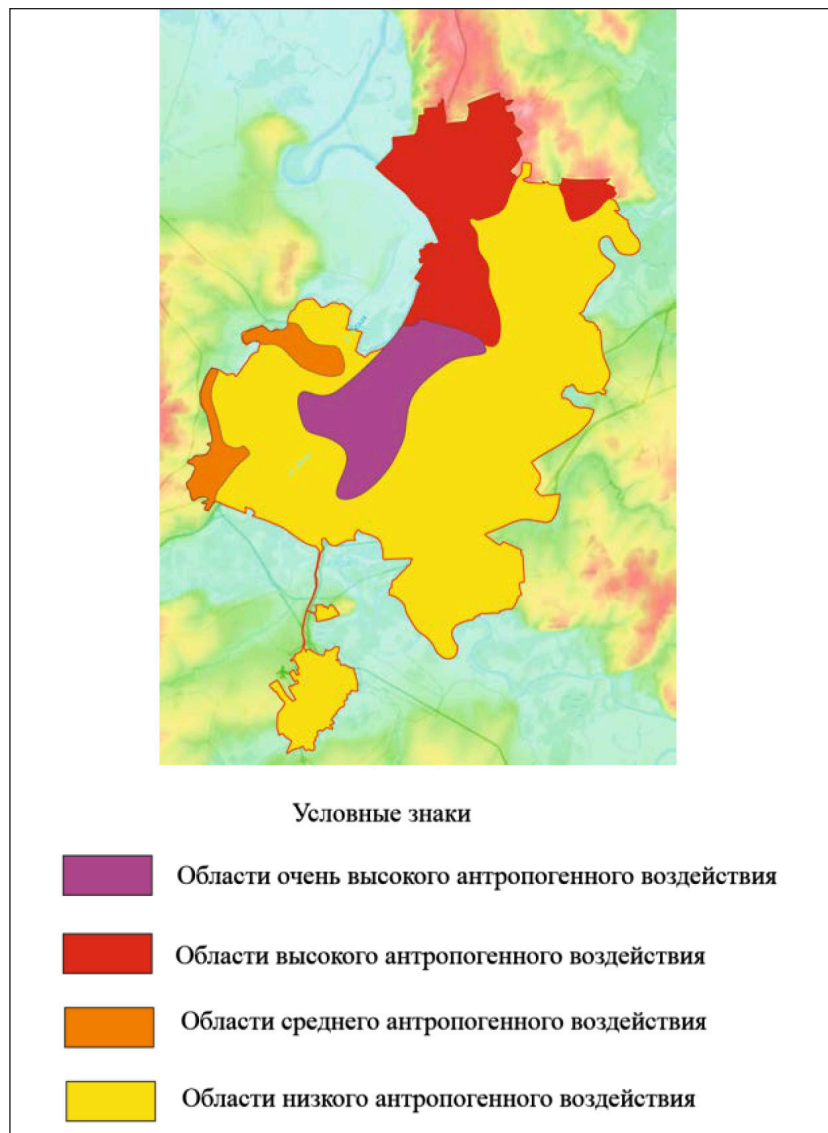 Условные знаки
Области очень высокого антропогенного воздействия
Области высокого антропогенного воздействия
Области среднего антропогенного воздействия
Области низкого антропогенного воздействия